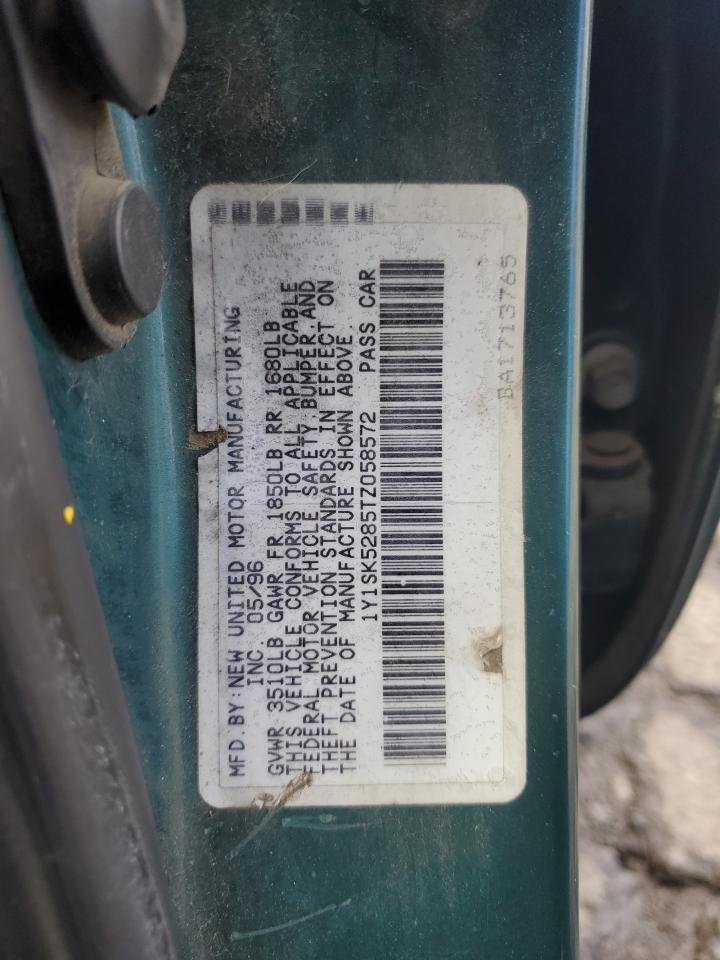 MFD.BY:NEW UNITED MOTOR MANUFACTURING
INC. 05/96
GVWR 3510LB GAWR FR 1850LB RR 1680LB
THIS VEHICLE CONFORMS TO ALL APPLICABLE
FEDERAL MOTOR VEHICLE SAFETY,BUMPER,AND
THEFT PREVENTION STANDARDS IN EFFECT ON
THE DATE OF MANUFACTURE SHOWN ABOVE.
1Y1SK5285TZ058572 PASS CAR
BA1713765